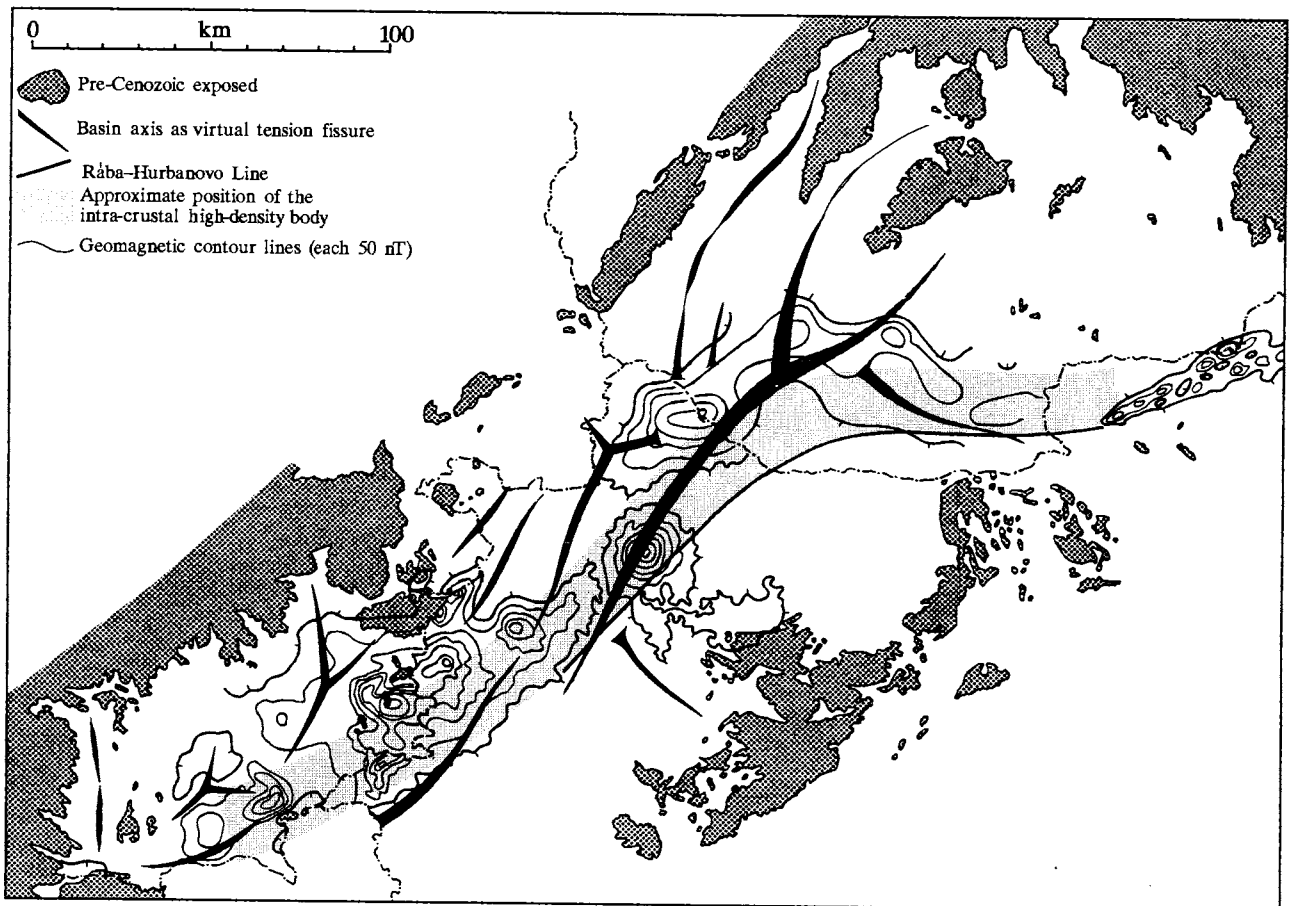 0 km 100
Pre-Cenozoic exposed
Basin axis as virtual tension fissure
Rába-Hurbanovo Line
Approximate position of the
intra-crustal high-density body
Geomagnetic contour lines (each 50 nT)